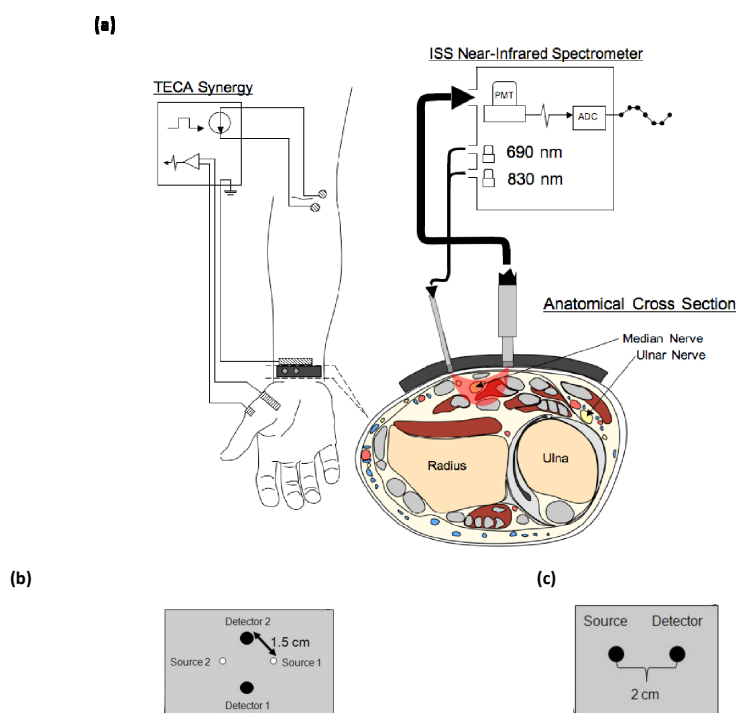 (a)
ISS Near-Infrared Spectrometer
TECA Synergy
PMT
ADC
690 nm
830 nm
Anatomical Cross Section
Median Nerve
Ulnar Nerve
Radius
Ulna
(b)
(c)
Detector 2
1.5 cm
Source 2
Source 1
Detector 1
Source Detector
2 cm